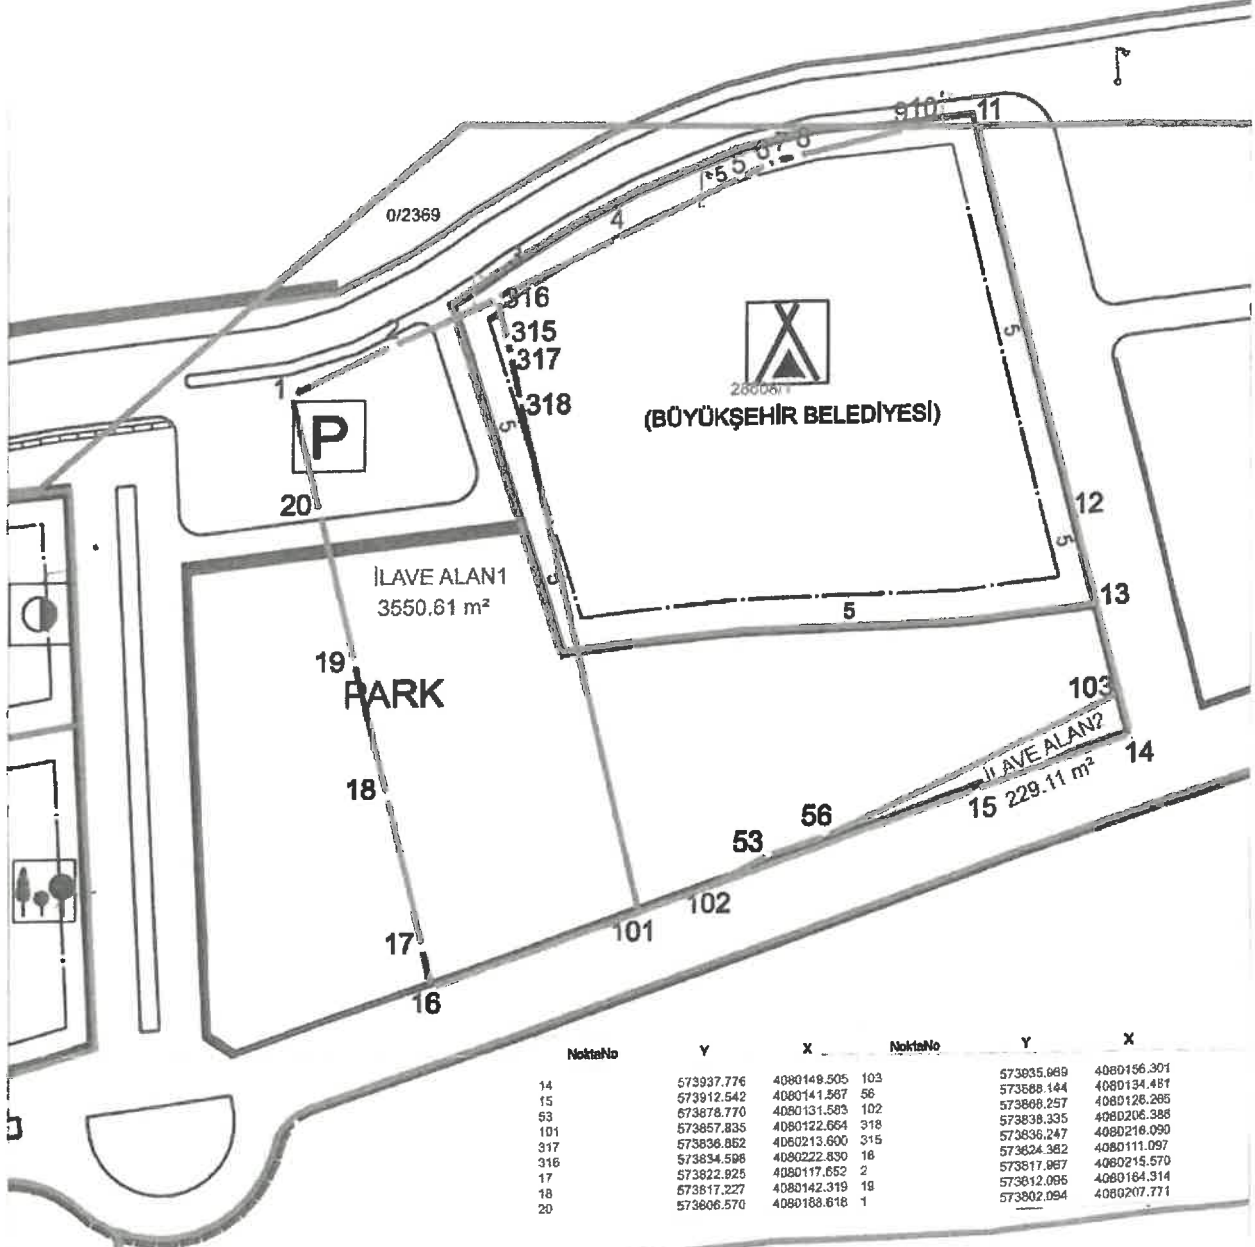 910 11
5 6 7 8
5
4
0/2369
316
315
317
318
1
P
20
5
5
28608/1
(BÜYÜKŞEHİR BELEDİYESİ)
12
5
5
13
5
İLAVE ALAN1
3550.61 m²
19
PARK
103
İLAVE ALAN2
14
229.11 m²
15
18
56
53
102
101
17
16
NoktaNo Y X NoktaNo Y X
14 573937.776 4080149.505 103 573935.969 4080156.301
15 573912.542 4080141.567 56 573888.144 4080134.481
53 573878.770 4080131.583 102 573868.257 4080128.265
101 573857.835 4080122.664 318 573838.335 4080206.388
317 573836.862 4080213.600 315 573836.247 4080216.090
316 573834.598 4080222.830 16 573824.362 4080111.097
17 573822.925 4080117.652 2 573817.967 4080215.570
18 573817.227 4080142.319 19 573812.095 4080164.314
20 573806.570 4080188.618 1 573802.094 4080207.771